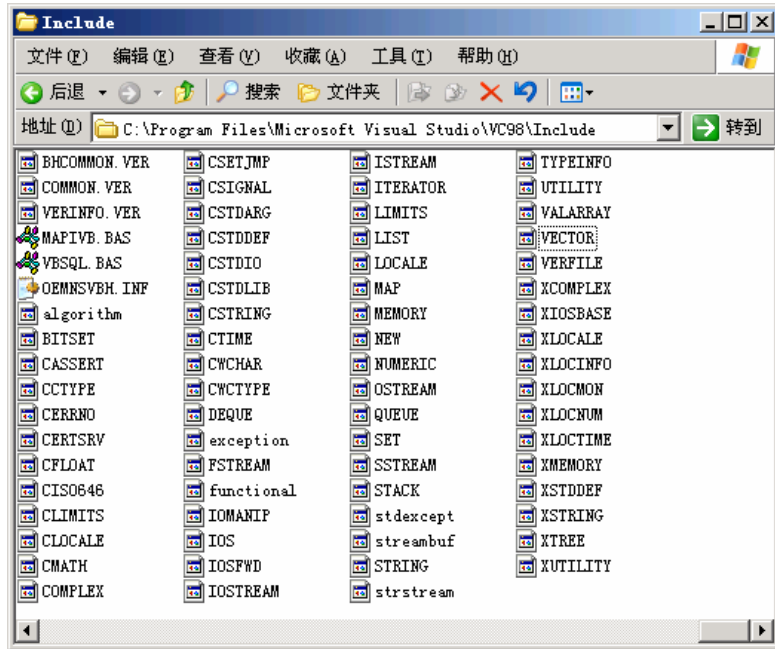 Include
文件(F) 编辑(E) 查看(V) 收藏(A) 工具(T) 帮助(H)
后退 搜索 文件夹
地址(D) C:\Program Files\Microsoft Visual Studio\VC98\Include 转到
BHCOMMON.VER CSETJMP ISTREAM TYPEINFO
COMMON.VER CSIGNAL ITERATOR UTILITY
VERINFO.VER CSTDARG LIMITS VALARRAY
MAPIVB.BAS CSTDDEF LIST VECTOR
VBSQL.BAS CSTDIO LOCALE VERFILE
OEMNSVBH.INF CSTDLIB MAP XCOMPLEX
algorithm CSTRING MEMORY XIOSBASE
BITSET CTIME NEW XLOCALE
CASSERT CWCHAR NUMERIC XLOCINFO
CCTYPE CWCTYPE OSTREAM XLOCMON
CERRNO DEQUE QUEUE XLOCNUM
CERTSRV exception SET XLOCTIME
CFLOAT FSTREAM SSTREAM XMEMORY
CISO646 functional STACK XSTDDEF
CLIMITS IOMANIP stdexcept XSTRING
CLOCALE IOS streambuf XTREE
CMATH IOSFWD STRING XUTILITY
COMPLEX IOSTREAM strstream